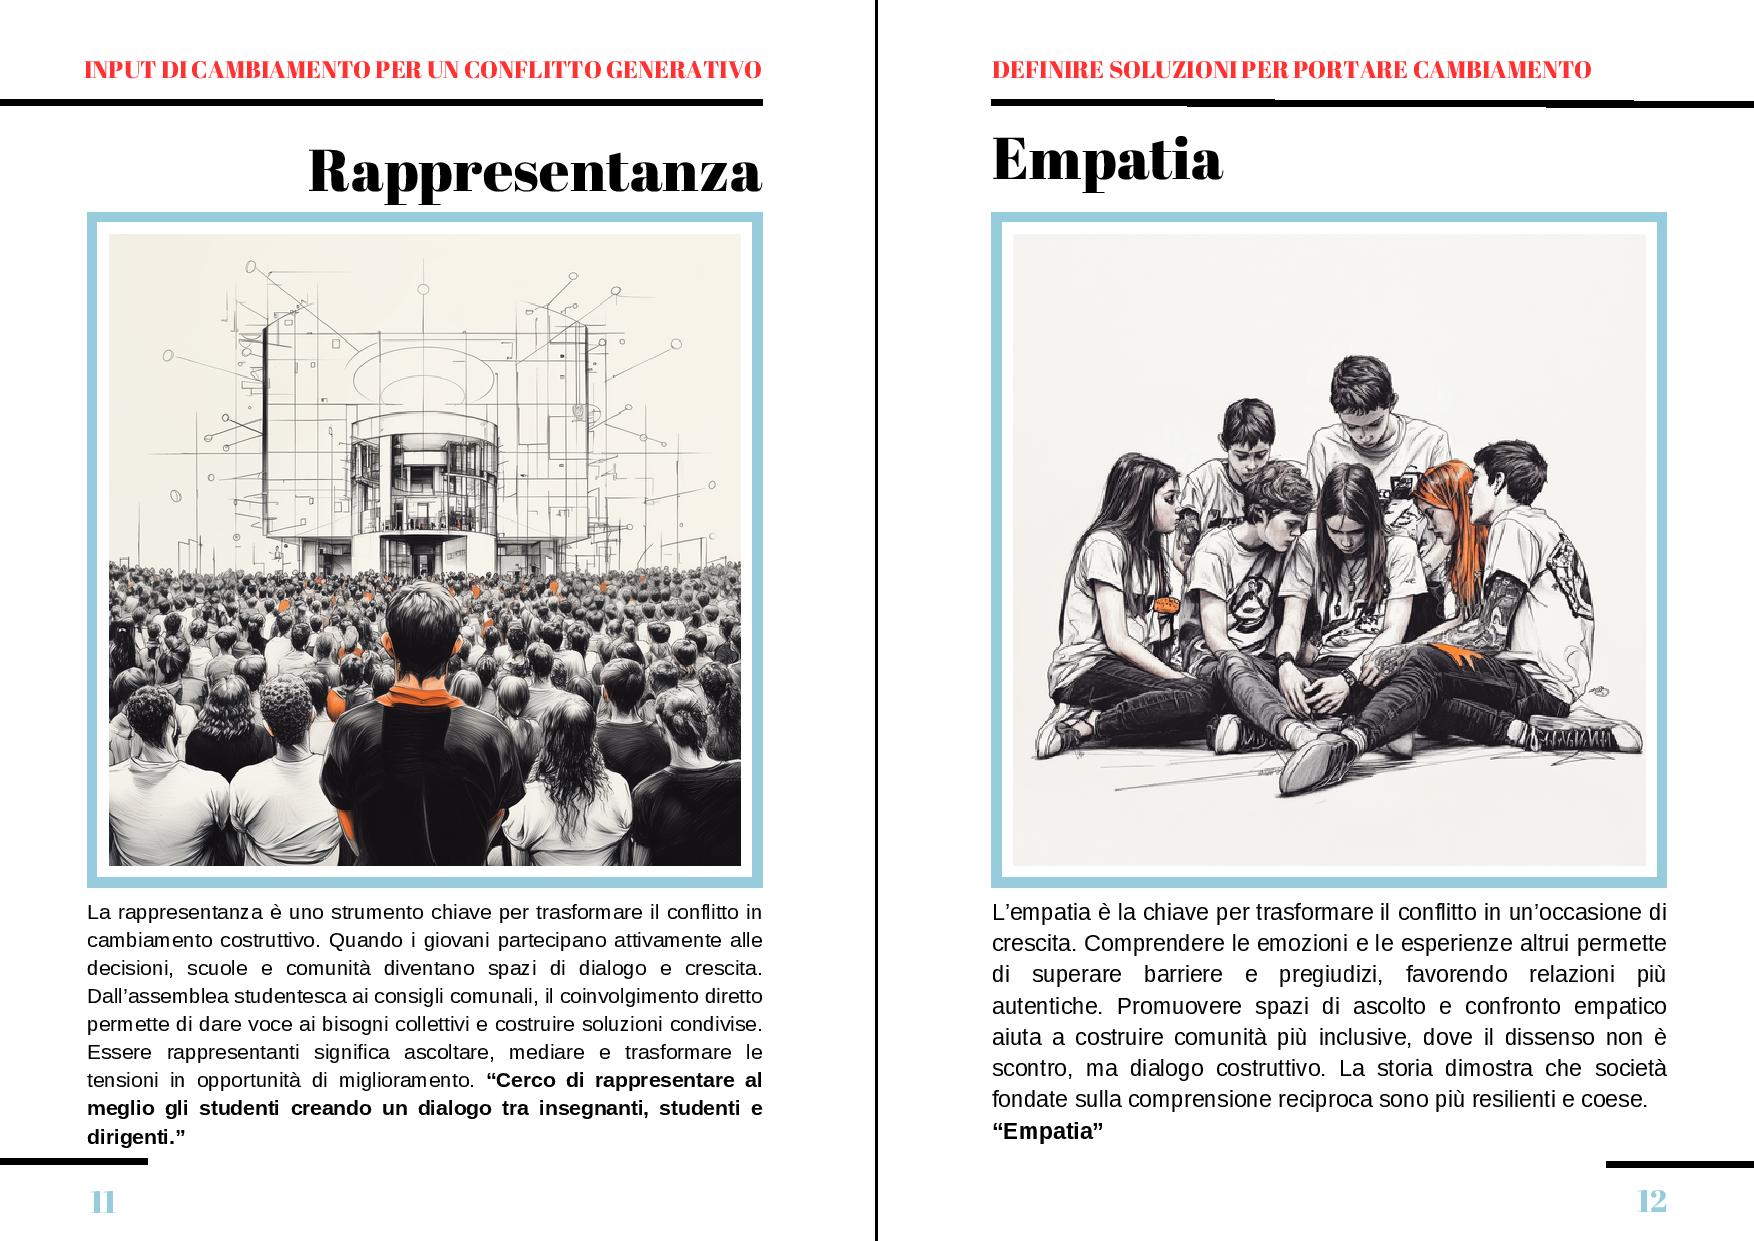 INPUT DI CAMBIAMENTO PER UN CONFLITTO GENERATIVO
Rappresentanza
La rappresentanza è uno strumento chiave per trasformare il conflitto in
cambiamento costruttivo. Quando i giovani partecipano attivamente alle
decisioni, scuole e comunità diventano spazi di dialogo e crescita.
Dall’assemblea studentesca ai consigli comunali, il coinvolgimento diretto
permette di dare voce ai bisogni collettivi e costruire soluzioni condivise.
Essere rappresentanti significa ascoltare, mediare e trasformare le
tensioni in opportunità di miglioramento. “Cerco di rappresentare al
meglio gli studenti creando un dialogo tra insegnanti, studenti e
dirigenti.”
11
DEFINIRE SOLUZIONI PER PORTARE CAMBIAMENTO
Empatia
L’empatia è la chiave per trasformare il conflitto in un’occasione di
crescita. Comprendere le emozioni e le esperienze altrui permette
di superare barriere e pregiudizi, favorendo relazioni più
autentiche. Promuovere spazi di ascolto e confronto empatico
aiuta a costruire comunità più inclusive, dove il dissenso non è
scontro, ma dialogo costruttivo. La storia dimostra che società
fondate sulla comprensione reciproca sono più resilienti e coese.
“Empatia”
12